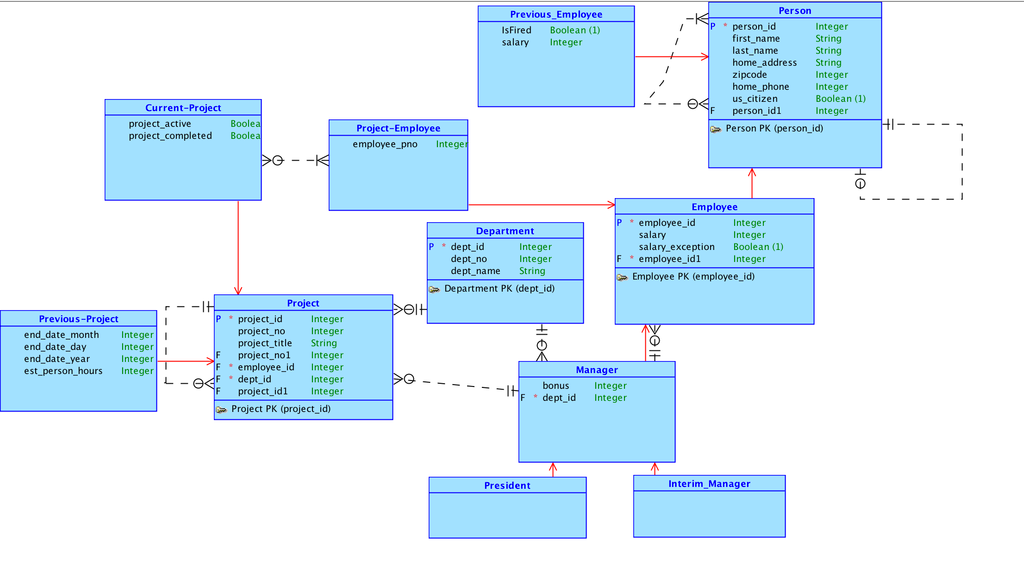 Previous_Employee
IsFired Boolean (1)
salary Integer
Person
P * person_id Integer
first_name String
last_name String
home_address String
zipcode Integer
home_phone Integer
us_citizen Boolean (1)
F person_id1 Integer
Person PK (person_id)
Current-Project
project_active Boolea
project_completed Boolea
Project-Employee
employee_pno Integer
Employee
P * employee_id Integer
salary Integer
salary_exception Boolean (1)
F * employee_id1 Integer
Employee PK (employee_id)
Department
P * dept_id Integer
dept_no Integer
dept_name String
Department PK (dept_id)
Project
P * project_id Integer
project_no Integer
project_title String
F project_no1 Integer
F * employee_id Integer
F * dept_id Integer
F project_id1 Integer
Project PK (project_id)
Previous-Project
end_date_month Integer
end_date_day Integer
end_date_year Integer
est_person_hours Integer
Manager
bonus Integer
F * dept_id Integer
President
Interim_Manager